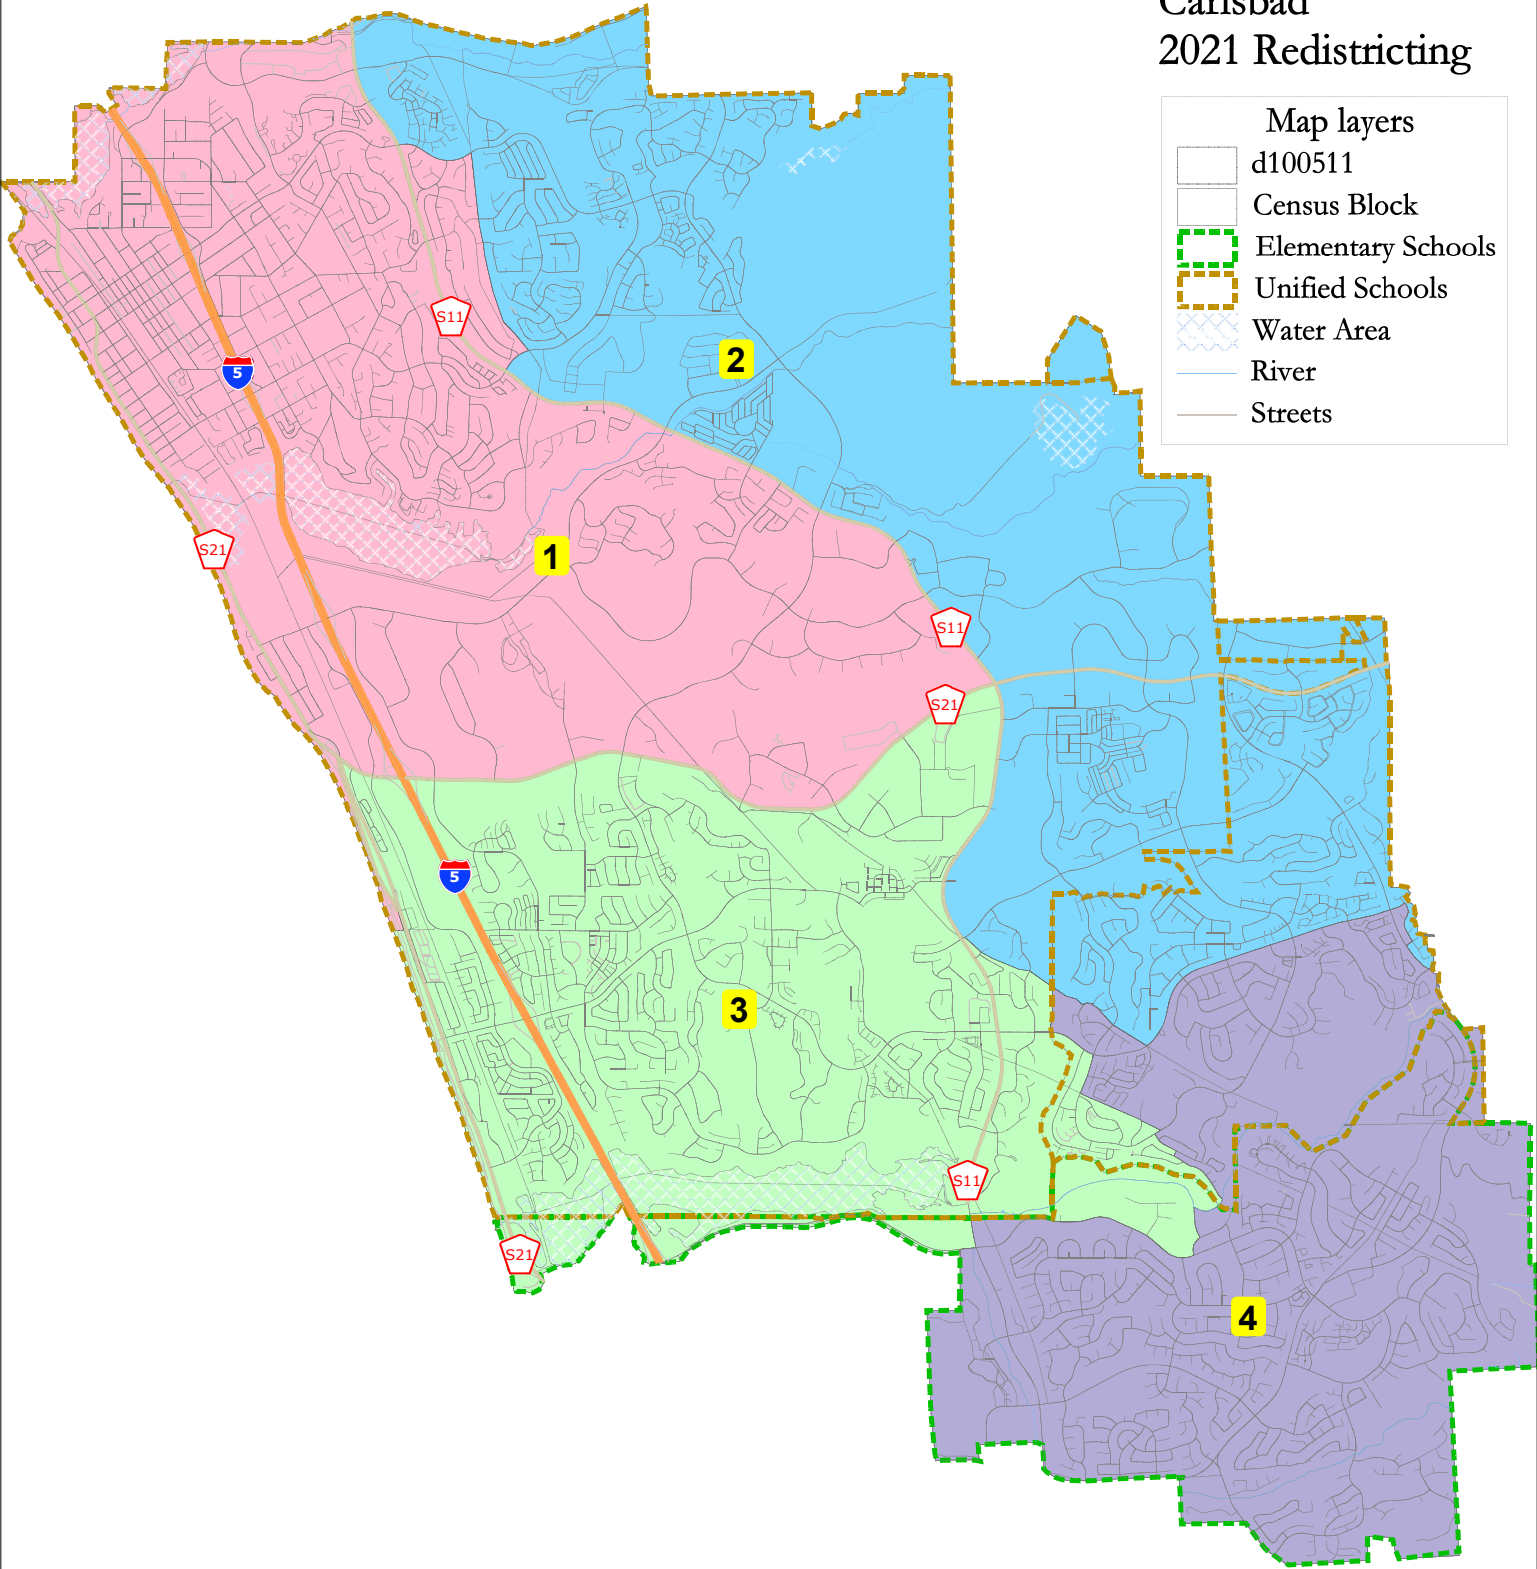 Carlsbad
2021 Redistricting
Map layers
d100511
Census Block
Elementary Schools
Unified Schools
Water Area
River
Streets
S11
2
5
S21
1
S11
S21
5
3
S11
S21
4